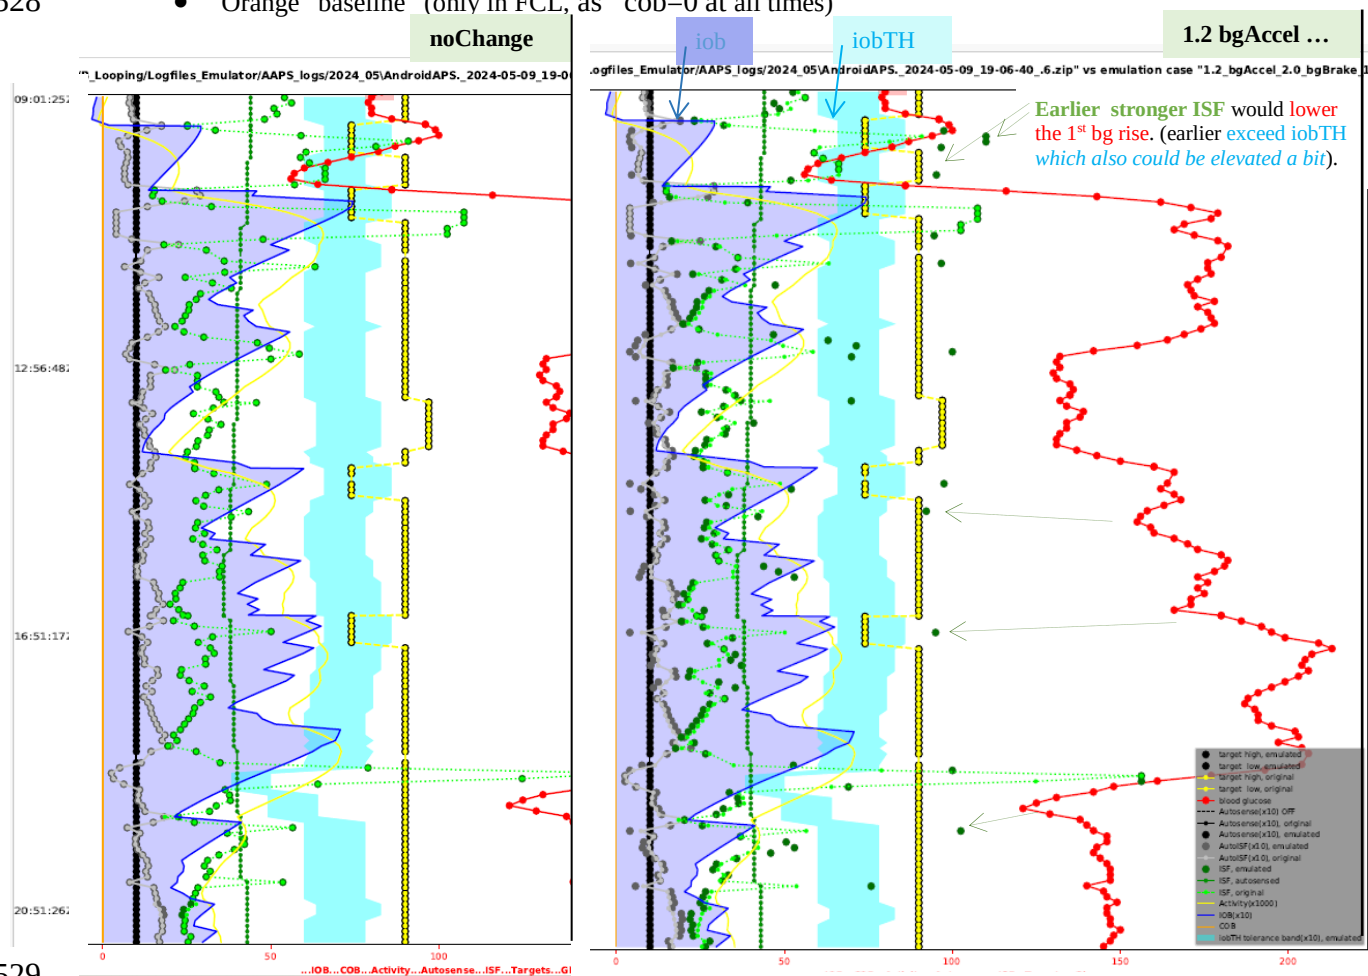 528
Orange "baseline" (only in FCL, as cob=0 at all times)
noChange
iob
iobTH
1.2 bgAccel …
_Looping/Logfiles_Emulator/AAPS_logs/2024_05\AndroidAPS._2024-05-09_19-06
ogfiles_Emulator/AAPS_logs/2024_05\AndroidAPS._2024-05-09_19-06-40_.6.zip" vs emulation case "1.2_bgAccel_2.0_bgBrake_1
Earlier stronger ISF would lower
the 1st bg rise. (earlier exceed iobTH
which also could be elevated a bit).
09:01:25
12:56:48
16:51:17
20:51:26
target high, emulated
target low, emulated
target high, original
target low, original
blood glucose
Autosense(x10) OFF
Autosense(x10), original
Autosense(x10), emulated
AutoISF(x10), emulated
AutoISF(x10), original
ISF, emulated
ISF, autosensed
ISF, original
Activity(x1000)
IOB(x10)
COB
iobTH tolerance band(x10), emulated
0 50 100
0 50 100 150 200
...IOB...COB...Activity...Autosense...ISF...Targets...Gl
529